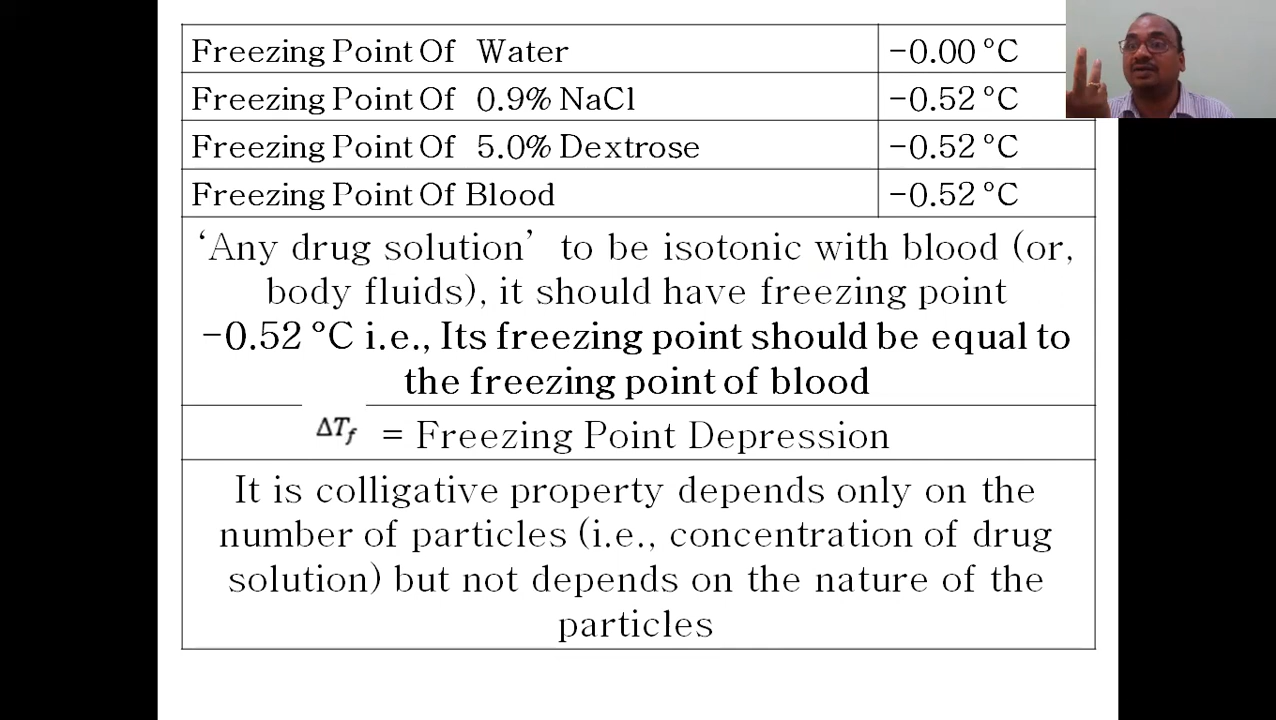 Freezing Point Of Water −0.00 °C
Freezing Point Of 0.9% NaCl −0.52 °C
Freezing Point Of 5.0% Dextrose −0.52 °C
Freezing Point Of Blood −0.52 °C
‘Any drug solution’ to be isotonic with blood (or,
body fluids), it should have freezing point
−0.52 °C i.e., Its freezing point should be equal to
the freezing point of blood
ΔTf = Freezing Point Depression
It is colligative property depends only on the
number of particles (i.e., concentration of drug
solution) but not depends on the nature of the
particles